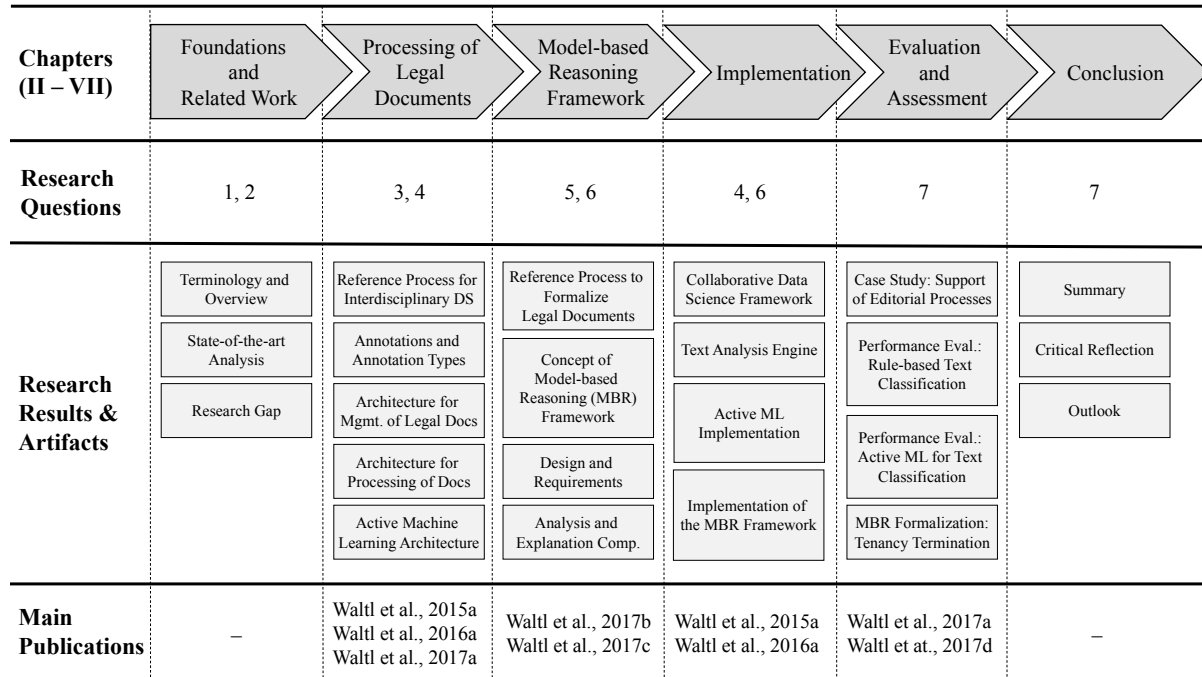 Chapters
(II – VII)
Foundations
and
Related Work
Processing of
Legal
Documents
Model-based
Reasoning
Framework
Implementation
Evaluation
and
Assessment
Conclusion
Research
Questions
1, 2
3, 4
5, 6
4, 6
7
7
Research
Results &
Artifacts
Terminology and
Overview
State-of-the-art
Analysis
Research Gap
Reference Process for
Interdisciplinary DS
Annotations and
Annotation Types
Architecture for
Mgmt. of Legal Docs
Architecture for
Processing of Docs
Active Machine
Learning Architecture
Reference Process to
Formalize
Legal Documents
Concept of
Model-based
Reasoning (MBR)
Framework
Design and
Requirements
Analysis and
Explanation Comp.
Collaborative Data
Science Framework
Text Analysis Engine
Active ML
Implementation
Implementation of
the MBR Framework
Case Study: Support
of Editorial Processes
Performance Eval.:
Rule-based Text
Classification
Performance Eval.:
Active ML for Text
Classification
MBR Formalization:
Tenancy Termination
Summary
Critical Reflection
Outlook
Main
Publications
–
Waltl et al., 2015a
Waltl et al., 2016a
Waltl et al., 2017a
Waltl et al., 2017b
Waltl et al., 2017c
Waltl et al., 2015a
Waltl et al., 2016a
Waltl et al., 2017a
Waltl et at., 2017d
–